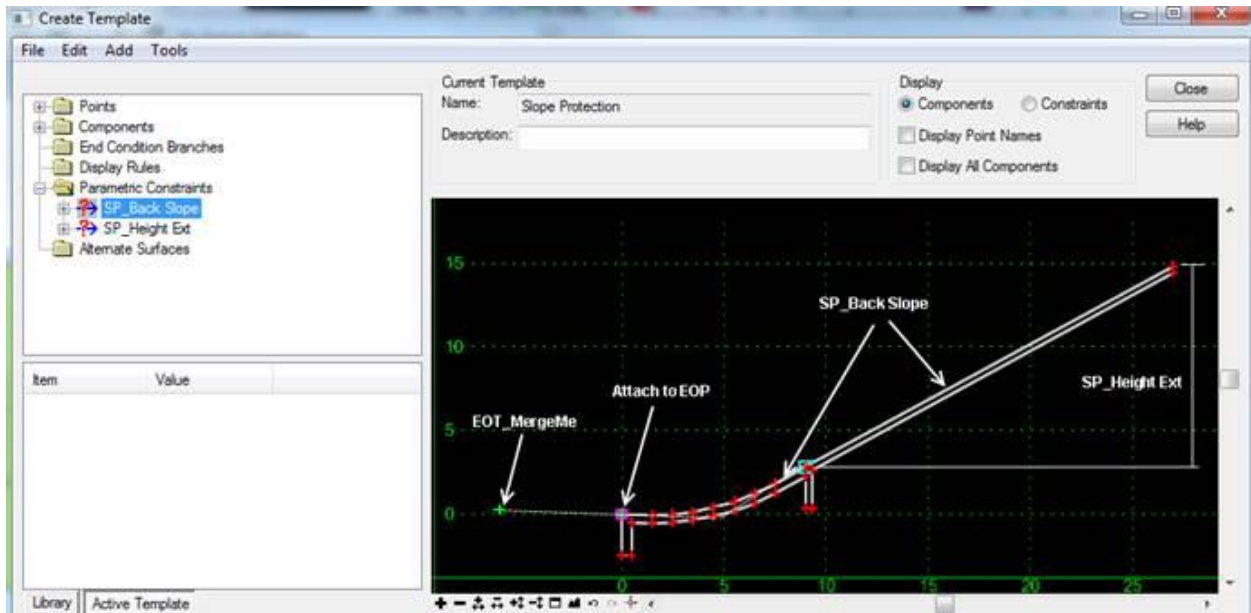 Create Template
File Edit Add Tools
Points
Components
End Condition Branches
Display Rules
Parametric Constraints
SP_Back Slope
SP_Height Ext
Alternate Surfaces
Item Value
Library Active Template
Current Template
Name: Slope Protection
Description:
Display
Components Constraints
Display Point Names
Display All Components
Close
Help
15
10
5
0
SP_Back Slope
Attach to EOP
SP_Height Ext
EOT_MergeMe
0 5 10 15 20 25